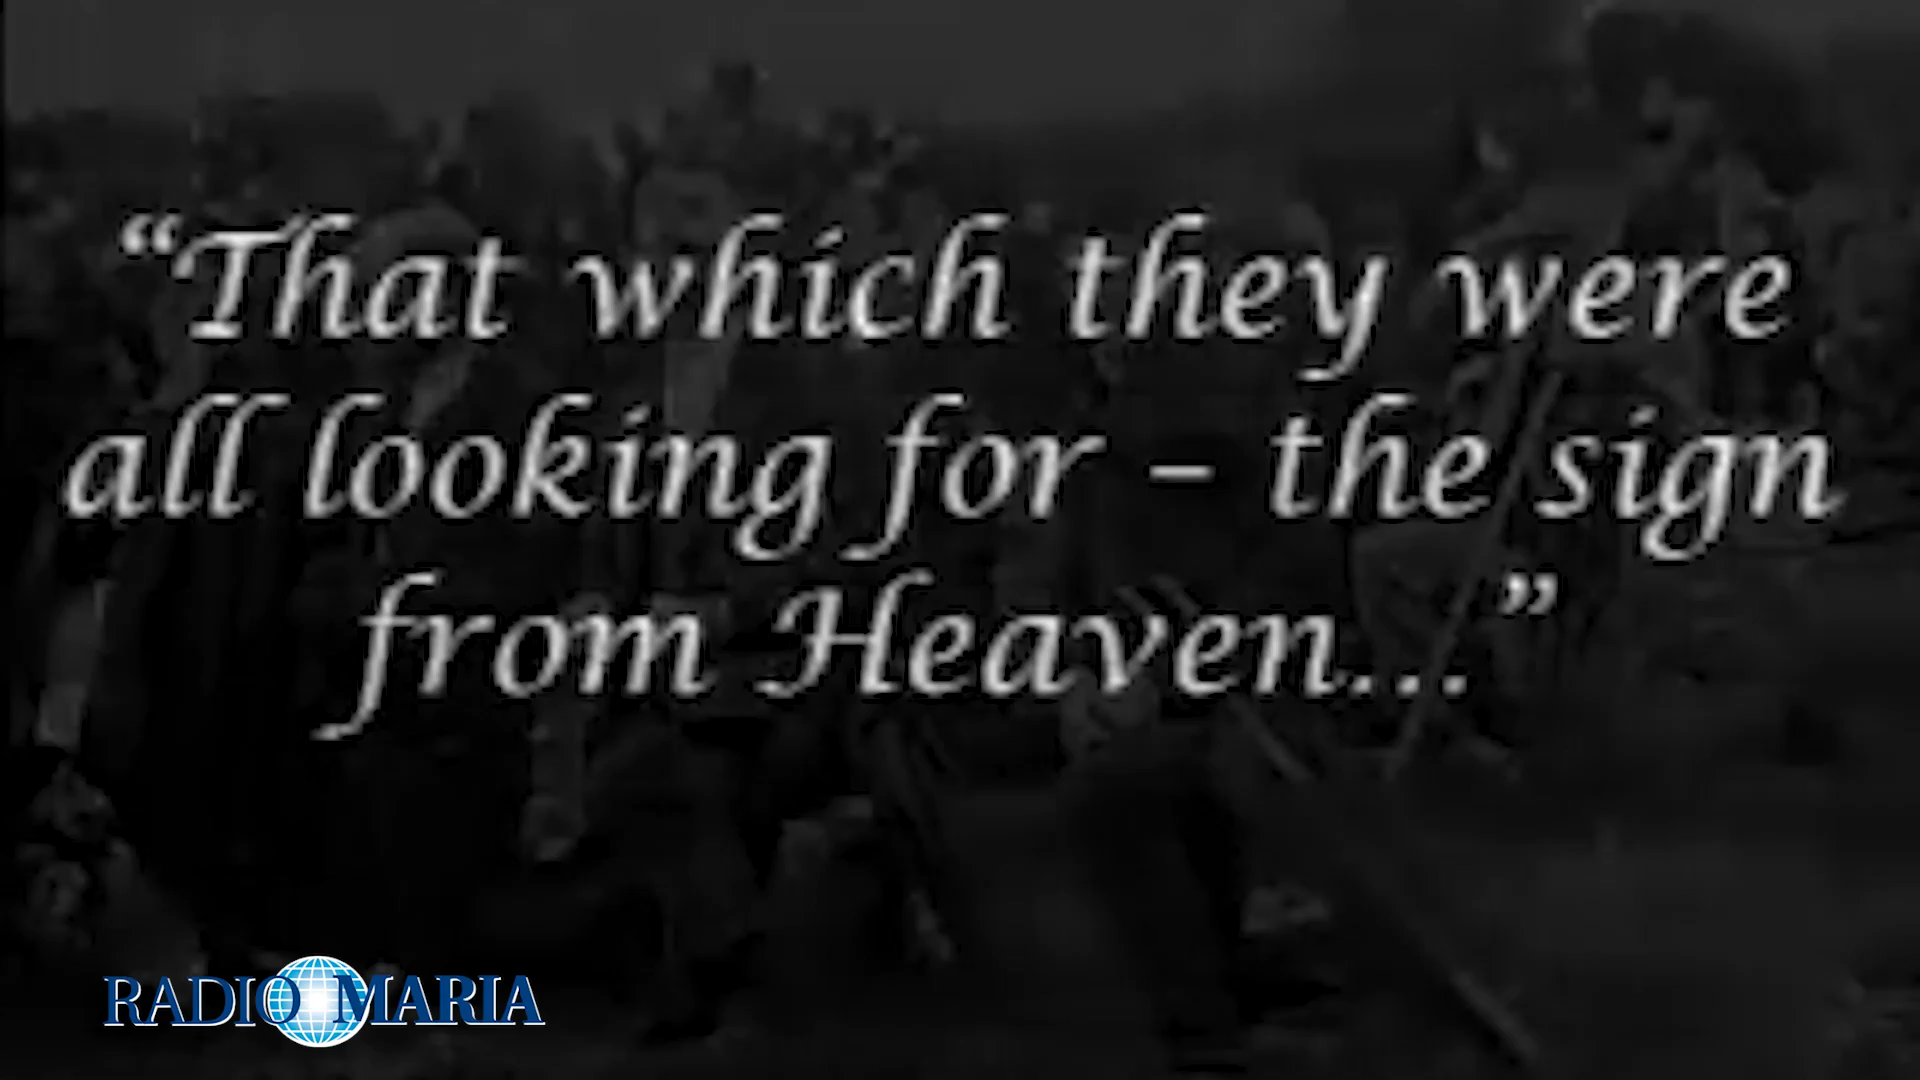 “That which they were
all looking for – the sign
from Heaven...”
RADIO MARIA